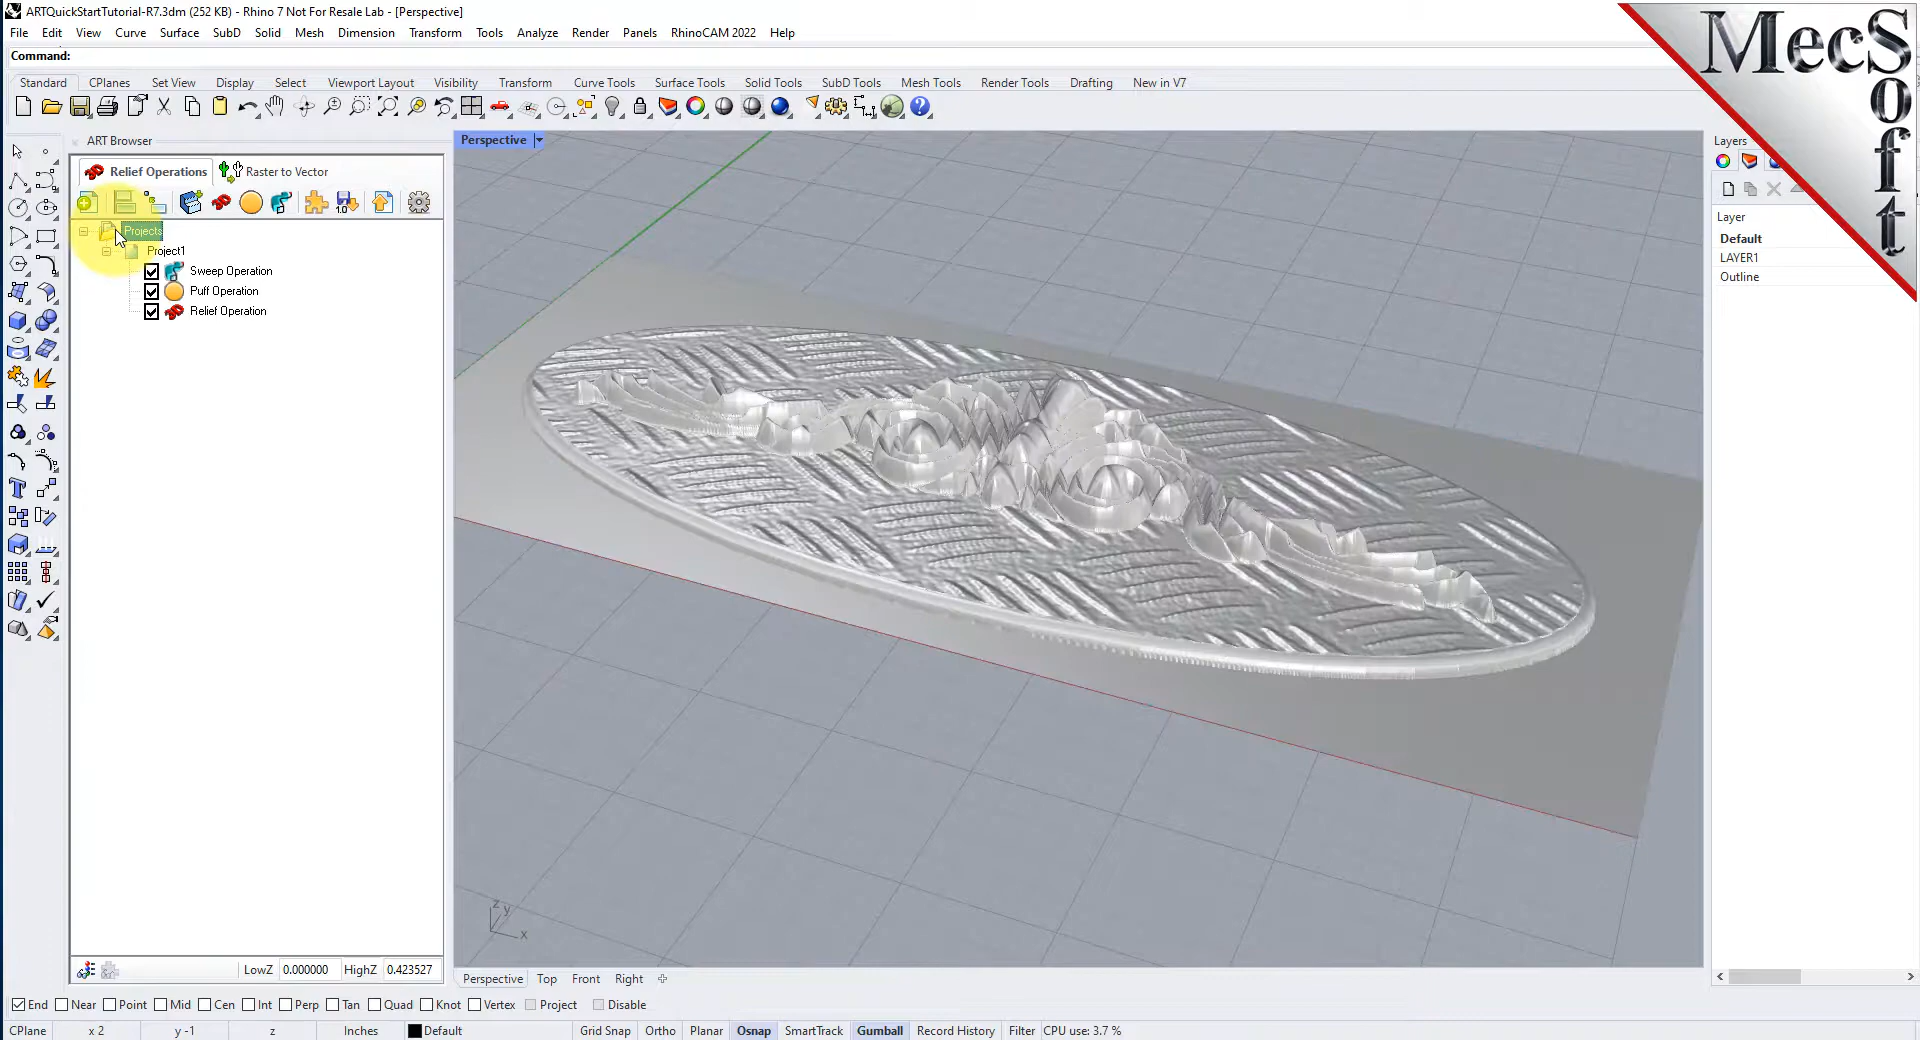 ARTQuickStartTutorial-R7.3dm (252 KB) - Rhino 7 Not For Resale Lab - [Perspective]
File Edit View Curve Surface SubD Solid Mesh Dimension Transform Tools Analyze Render Panels RhinoCAM 2022 Help
Command:
Standard CPlanes Set View Display Select Viewport Layout Visibility Transform Curve Tools Surface Tools Solid Tools SubD Tools Mesh Tools Render Tools Drafting New in V7
MecSoft
ART Browser
Perspective
Layers
Relief Operations Raster to Vector
1.0
Layer
Projects
Default
Project1
LAYER1
Sweep Operation
Outline
Puff Operation
Relief Operation
z y x
LowZ 0.000000 HighZ 0.423527
Perspective Top Front Right
End Near Point Mid Cen Int Perp Tan Quad Knot Vertex Project Disable
CPlane x 2 y -1 z Inches Default Grid Snap Ortho Planar Osnap SmartTrack Gumball Record History Filter CPU use: 3.7 %